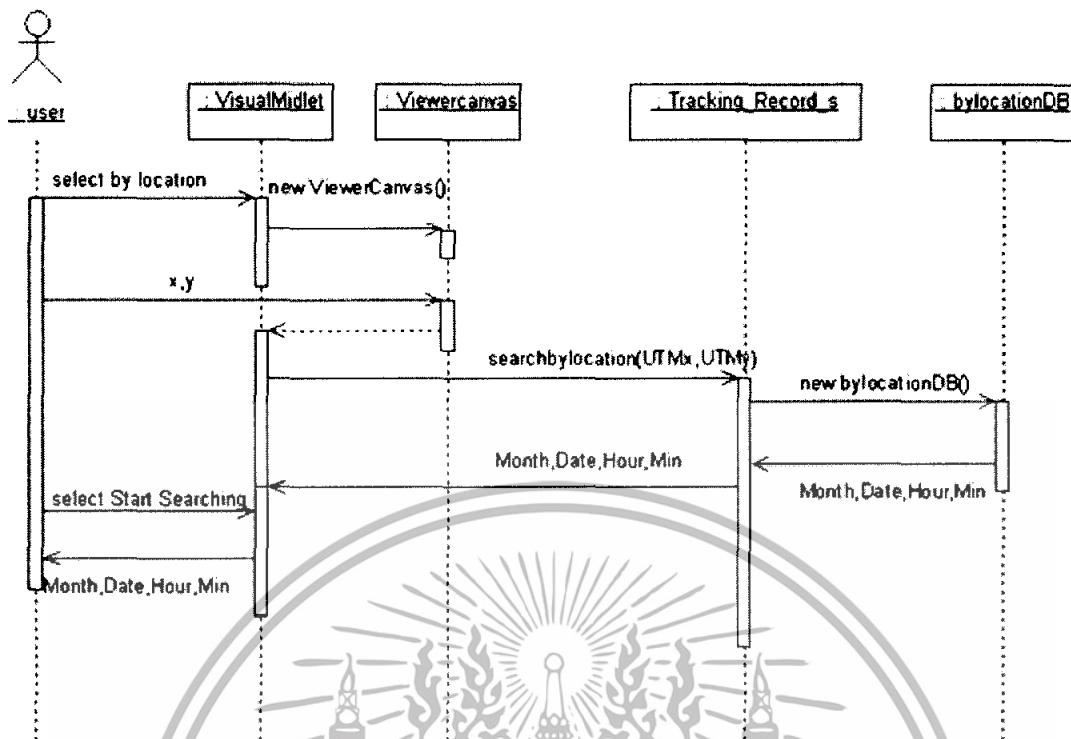 : user
: VisualMidlet
: Viewercanvas
: Tracking_Record_s
: bylocationDB
select by location
new ViewerCanvas()
x,y
searchbylocation(UTMx,UTMy)
new bylocationDB()
Month,Date,Hour,Min
Month,Date,Hour,Min
select Start Searching
Month,Date,Hour,Min